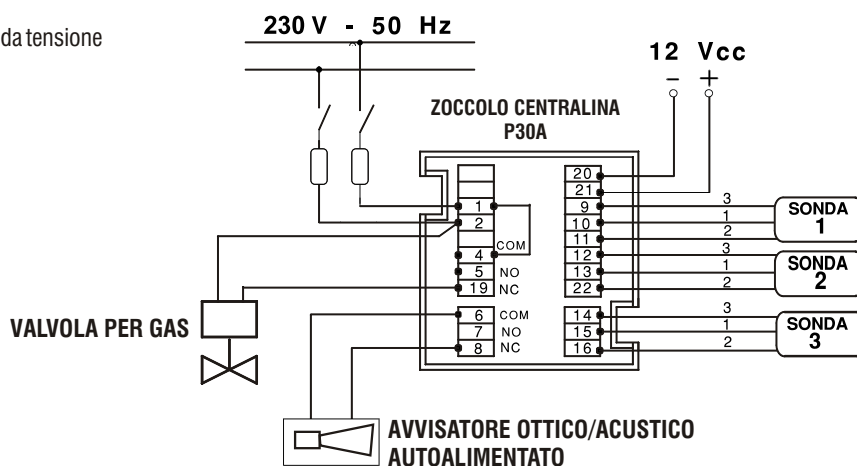 da tensione
230 V - 50 Hz
12 Vcc
- +
ZOCCOLO CENTRALINA
P30A
1
2
COM
4
5 NO
19 NC
6 COM
7 NO
8 NC
20
21
9 3
10 1
11 2
12 3
13 1
22 2
14 3
15 1
16 2
SONDA
1
SONDA
2
SONDA
3
VALVOLA PER GAS
AVVISATORE OTTICO/ACUSTICO
AUTOALIMENTATO